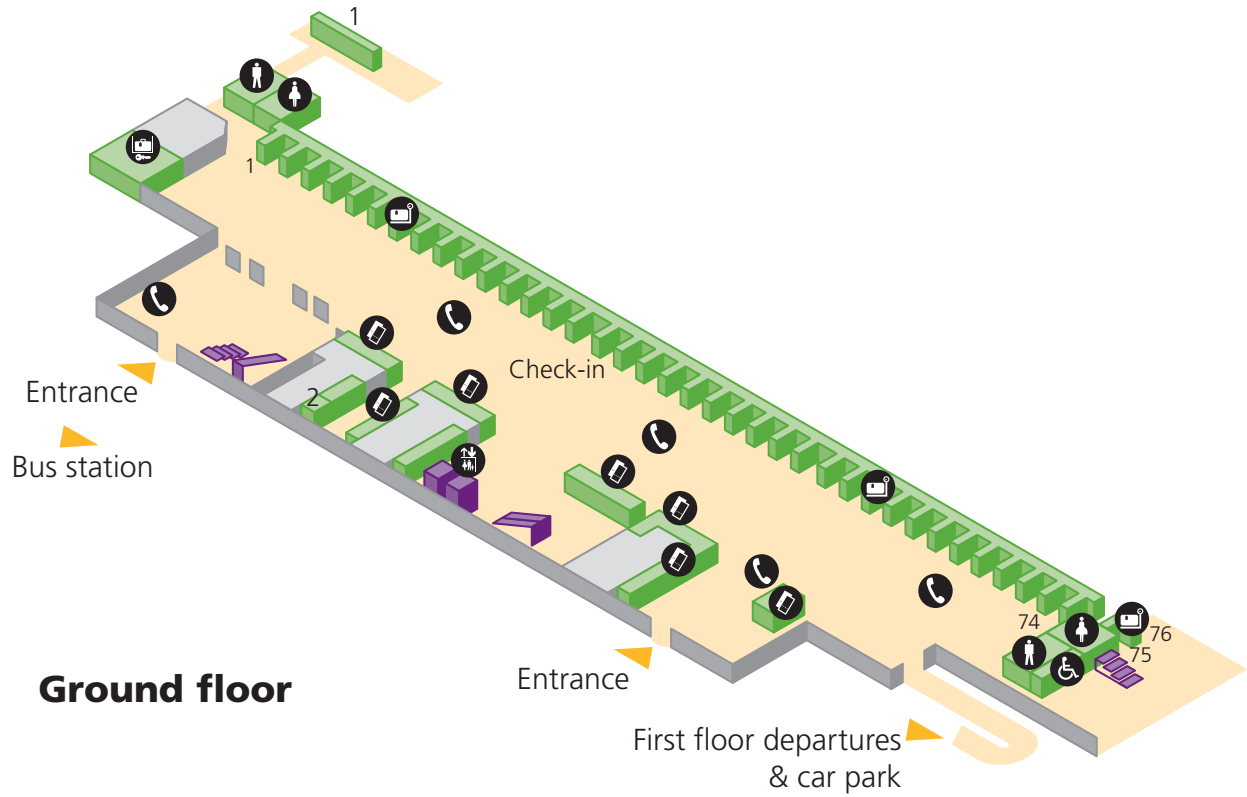 1
1
Check-in
Entrance
2
Bus station
74
76
75
Ground floor
Entrance
First floor departures
& car park